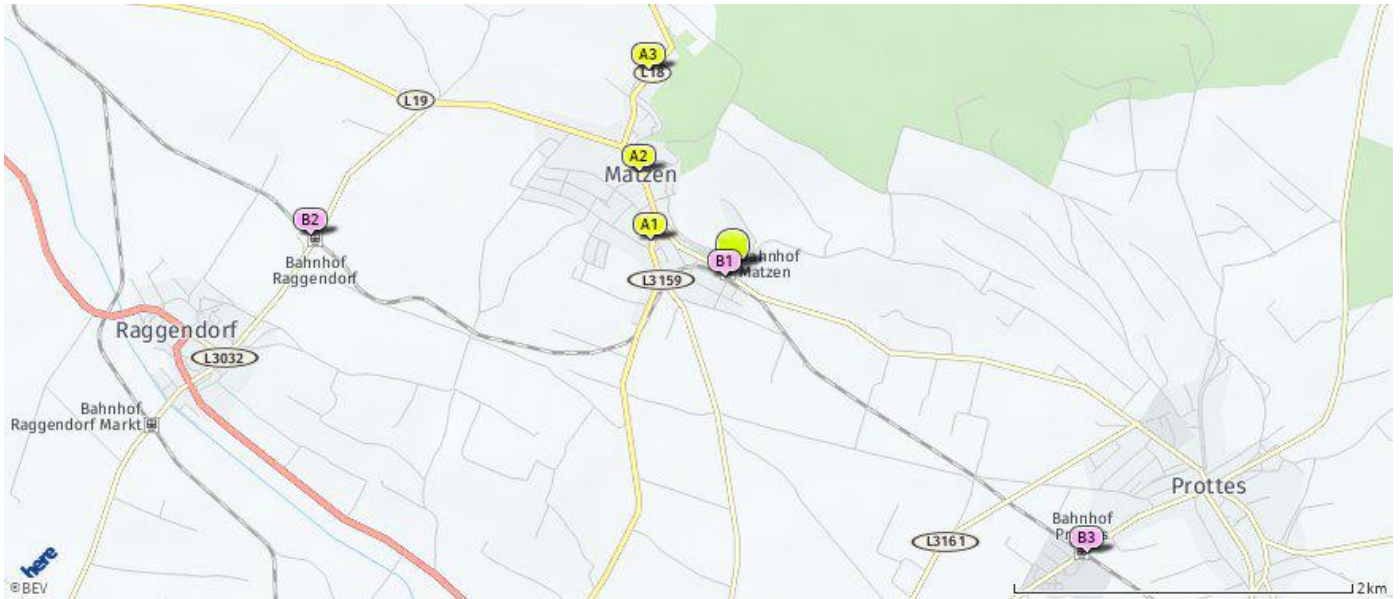 A3
L18
L19
A2
Matzen
B2
A1
Bahnhof
Raggendorf
B1
ahnhof
Matzen
L3159
Raggendorf
L3032
Bahnhof
Raggendorf Markt
Prottes
Bahnhof
B3
L3161
here
©BEV
2km